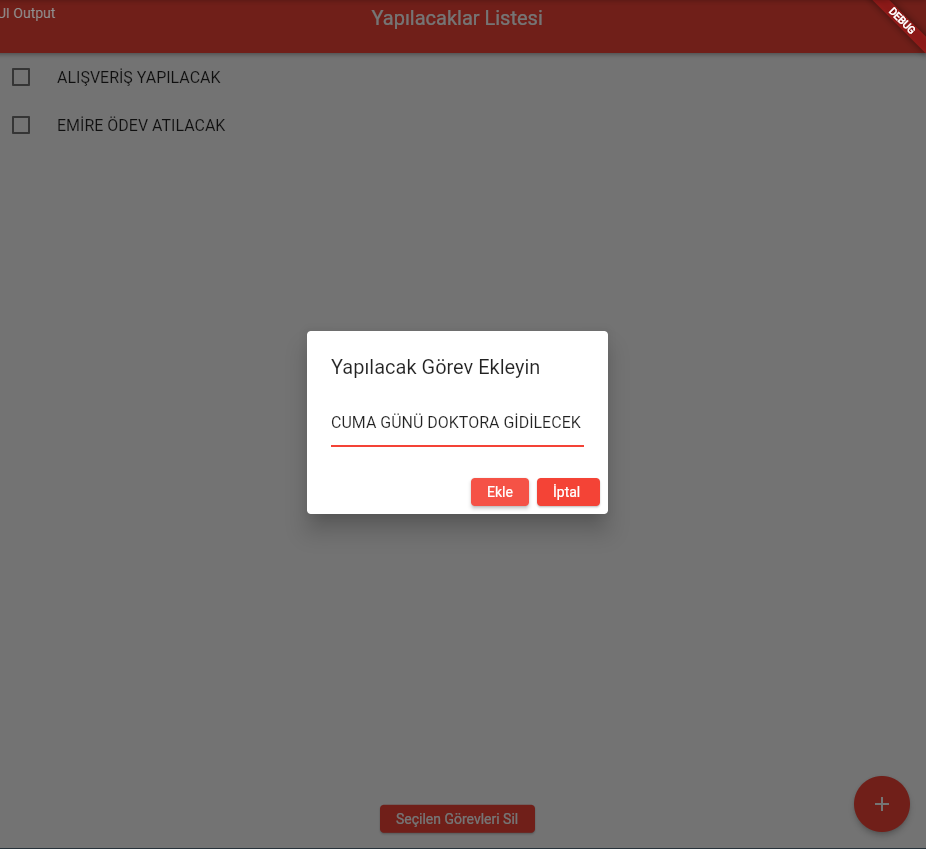 UI Output
Yapılacaklar Listesi
DEBUG
ALIŞVERİŞ YAPILACAK
EMİRE ÖDEV ATILACAK
Yapılacak Görev Ekleyin
CUMA GÜNÜ DOKTORA GİDİLECEK
Ekle
İptal
Seçilen Görevleri Sil